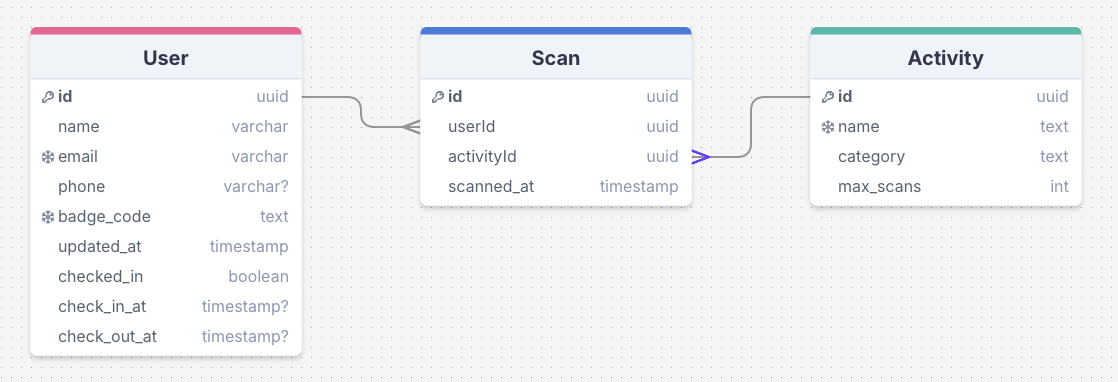 User
id uuid
name varchar
email varchar
phone varchar?
badge_code text
updated_at timestamp
checked_in boolean
check_in_at timestamp?
check_out_at timestamp?
Scan
id uuid
userId uuid
activityId uuid
scanned_at timestamp
Activity
id uuid
name text
category text
max_scans int